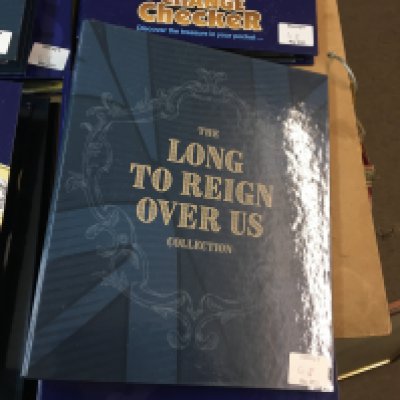 CHANGE
CHECKER
Discover the treasure in your pocket ...
THE
LONG
TO REIGN
OVER US
COLLECTION